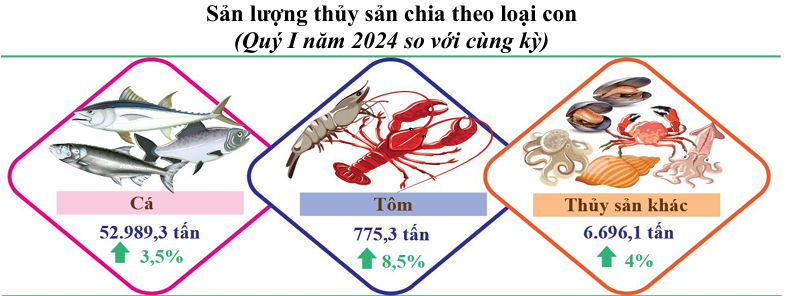 Sản lượng thủy sản chia theo loại con
(Quý I năm 2024 so với cùng kỳ)
Cá
52.989,3 tấn
3,5%
Tôm
775,3 tấn
8,5%
Thủy sản khác
6.696,1 tấn
4%